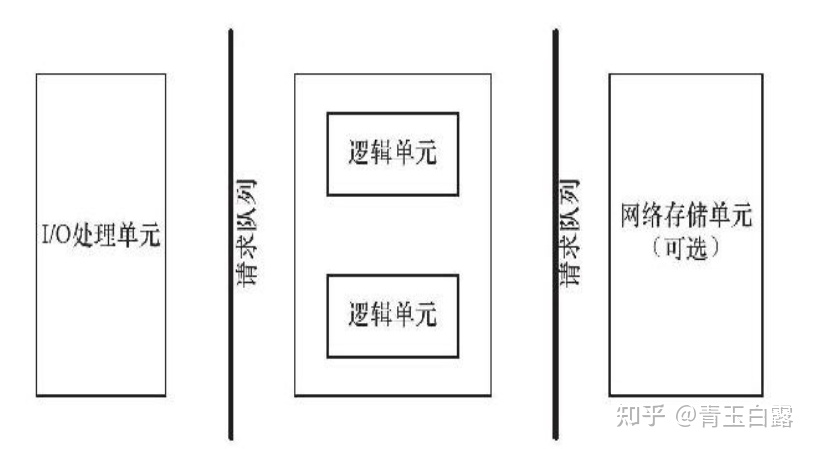 I/O处理单元
请求队列
逻辑单元
逻辑单元
请求队列
网络存储单元
（可选）
知乎 @青玉白露